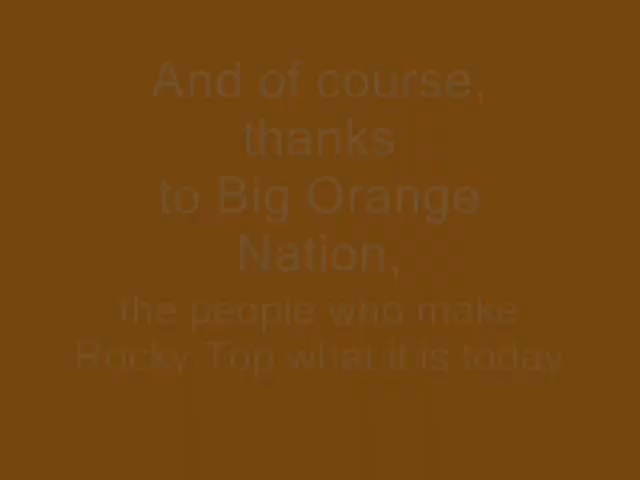 And of course,
thanks
to Big Orange
Nation,
the people who make
Rocky Top what it is today